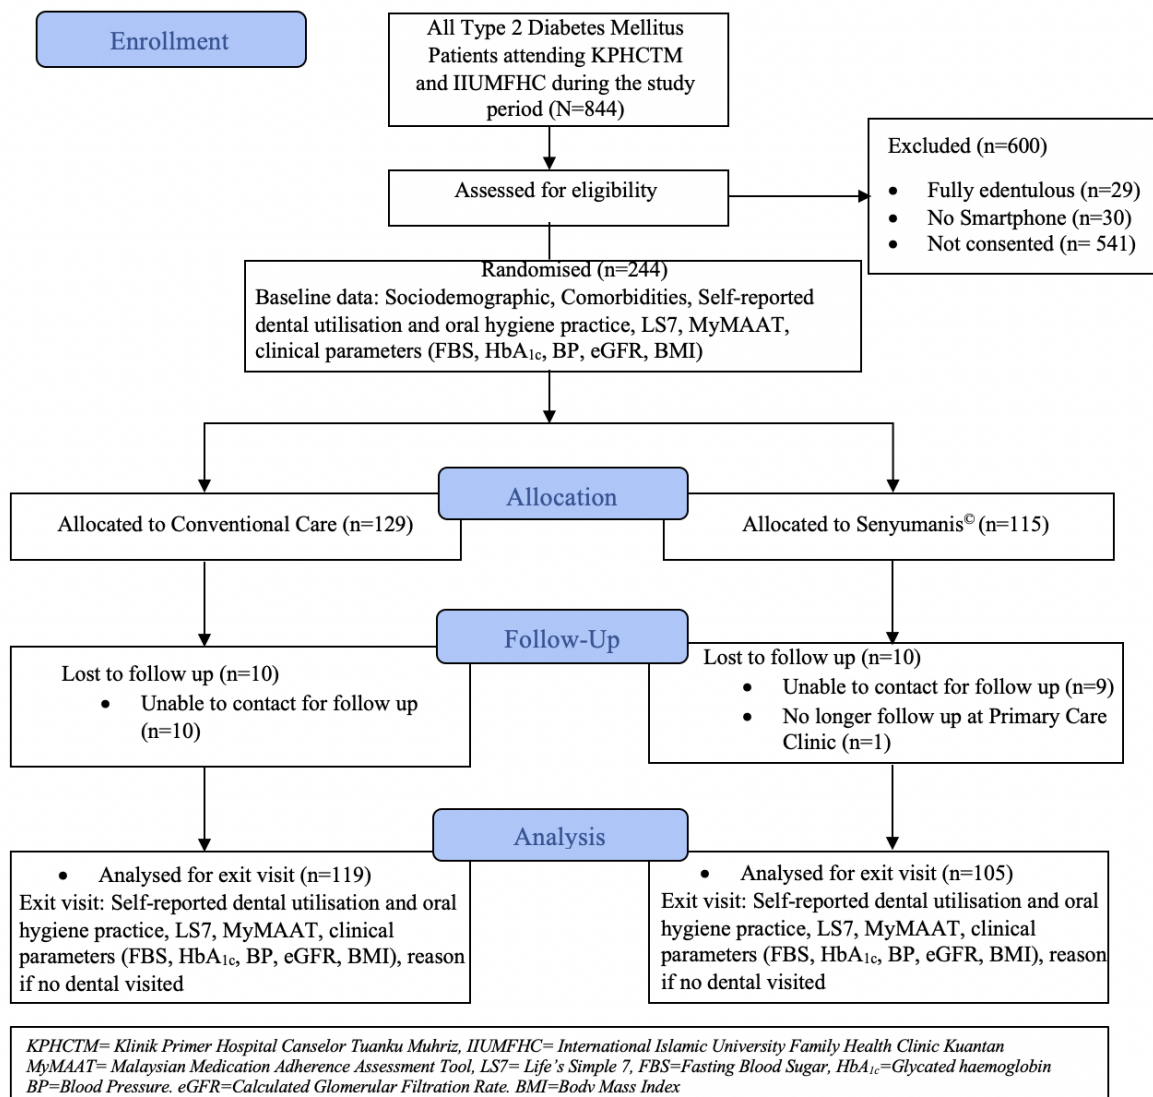 Enrollment
All Type 2 Diabetes Mellitus
Patients attending KPHCTM
and IIUMFHC during the study
period (N=844)
Excluded (n=600)
• Fully edentulous (n=29)
• No Smartphone (n=30)
• Not consented (n= 541)
Assessed for eligibility
Randomised (n=244)
Baseline data: Sociodemographic, Comorbidities, Self-reported
dental utilisation and oral hygiene practice, LS7, MyMAAT,
clinical parameters (FBS, HbA1c, BP, eGFR, BMI)
Allocation
Allocated to Conventional Care (n=129)
Allocated to Senyumanis© (n=115)
Follow-Up
Lost to follow up (n=10)
• Unable to contact for follow up
(n=10)
Lost to follow up (n=10)
• Unable to contact for follow up (n=9)
• No longer follow up at Primary Care
Clinic (n=1)
Analysis
• Analysed for exit visit (n=119)
Exit visit: Self-reported dental utilisation and oral
hygiene practice, LS7, MyMAAT, clinical
parameters (FBS, HbA1c, BP, eGFR, BMI), reason
if no dental visited
• Analysed for exit visit (n=105)
Exit visit: Self-reported dental utilisation and oral
hygiene practice, LS7, MyMAAT, clinical
parameters (FBS, HbA1c, BP, eGFR, BMI), reason
if no dental visited
KPHCTM= Klinik Primer Hospital Canselor Tuanku Muhriz, IIUMFHC= International Islamic University Family Health Clinic Kuantan
MyMAAT= Malaysian Medication Adherence Assessment Tool, LS7= Life's Simple 7, FBS=Fasting Blood Sugar, HbA1c=Glycated haemoglobin
BP=Blood Pressure. eGFR=Calculated Glomerular Filtration Rate. BMI=Body Mass Index